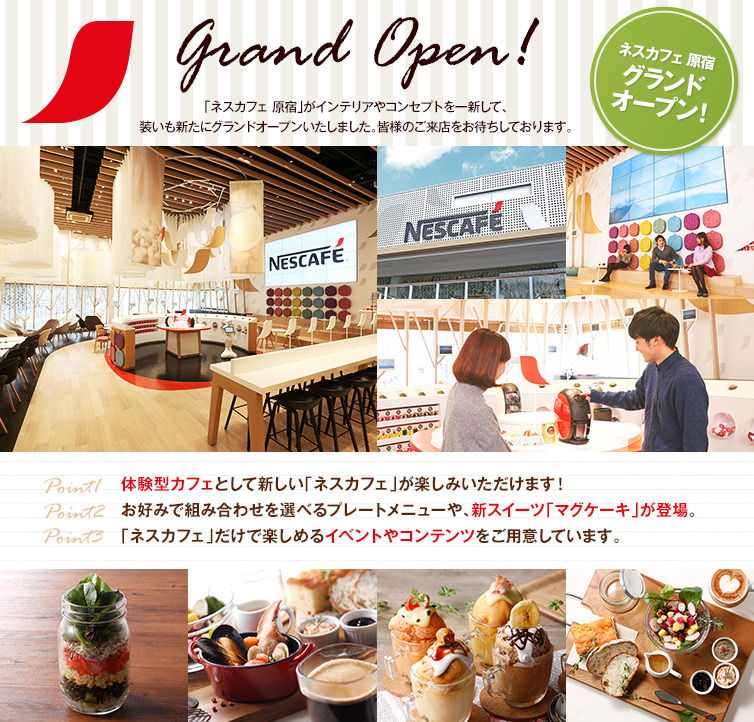 Grand Open!
ネスカフェ 原宿
グランド
オープン!
「ネスカフェ 原宿」がインテリアやコンセプトを一新して、
装いも新たにグランドオープンいたしました。皆様のご来店をお待ちしております。
NESCAFÉ
NESCAFÉ
Point1 体験型カフェとして新しい「ネスカフェ」が楽しみいただけます!
Point2 お好みで組み合わせを選べるプレートメニューや、新スイーツ「マグケーキ」が登場。
Point3 「ネスカフェ」だけで楽しめるイベントやコンテンツをご用意しています。